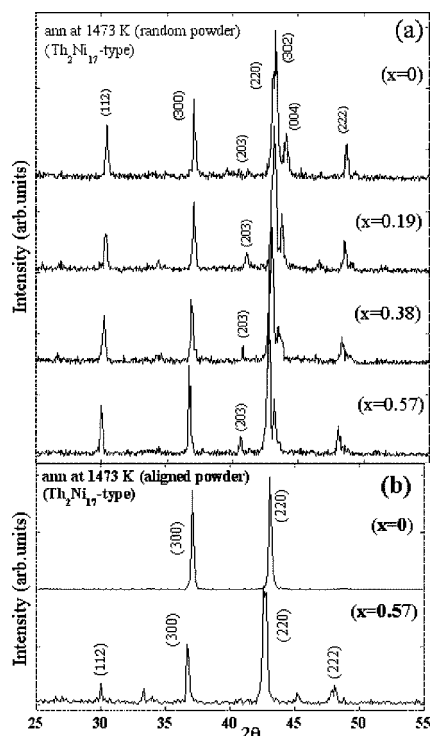 ann at 1473 K (random powder)
(Th₂Ni₁₇-type)
(a)
(302)
(220)
(x=0)
(112)
(300)
(004)
(203)
(222)
(203)
(x=0.19)
(203)
(x=0.38)
(203)
(x=0.57)
Intensity (arb.units)
ann at 1473 K (aligned powder)
(Th₂Ni₁₇-type)
(b)
(300)
(220)
(x=0)
(112)
(300)
(220)
(222)
(x=0.57)
Intensity (arb.units)
25 30 35 40 45 50 55
2θ